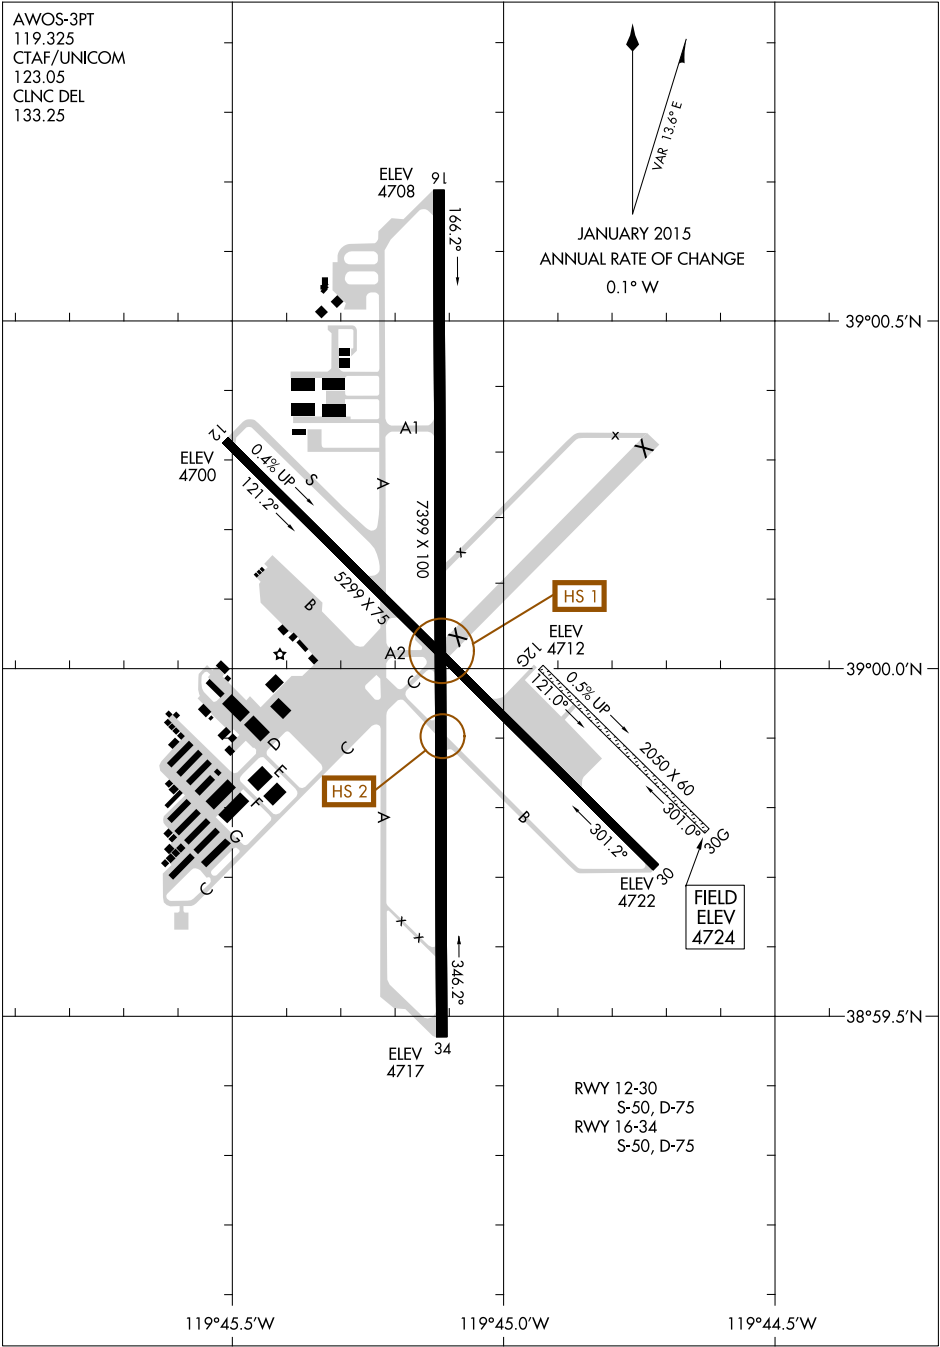 AWOS-3PT
119.325
CTAF/UNICOM
123.05
CLNC DEL
133.25
VAR 13.6° E
JANUARY 2015
ANNUAL RATE OF CHANGE
0.1° W
ELEV
4708
16
166.2°
39°00.5'N
A1
12
ELEV
4700
0.4% UP
121.2°
S
A
X
x
7399 X 100
x
5299 X 75
B
HS 1
X
A2
ELEV
4712
12G
39°00.0'N
C
121.0°
0.5% UP
D
C
E
HS 2
F
2050 X 60
A
B
301.0°
G
301.2°
30G
C
ELEV
4722
30
FIELD
ELEV
4724
x
x
346.2°
38°59.5'N
ELEV
4717
34
RWY 12-30
S-50, D-75
RWY 16-34
S-50, D-75
119°45.5'W
119°45.0'W
119°44.5'W